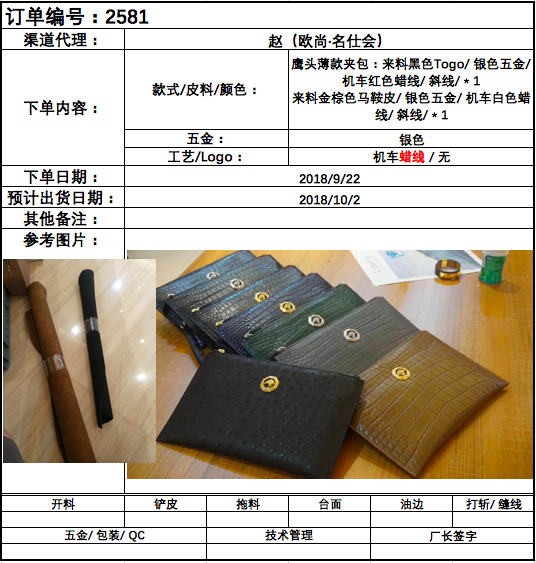 订单编号：2581
渠道代理：
赵（欧尚·名仕会）
下单内容：
款式/皮料/颜色：
鹰头薄款夹包：来料黑色Togo/ 银色五金/
机车红色蜡线/ 斜线/ * 1
来料金棕色马鞍皮/ 银色五金/ 机车白色蜡
线/ 斜线/ * 1
五金：
银色
工艺/Logo：
机车蜡线 / 无
下单日期：
2018/9/22
预计出货日期：
2018/10/2
其他备注：
参考图片：
开料
铲皮
拖料
台面
油边
打斩/ 缝线
五金/ 包装/ QC
技术管理
厂长签字